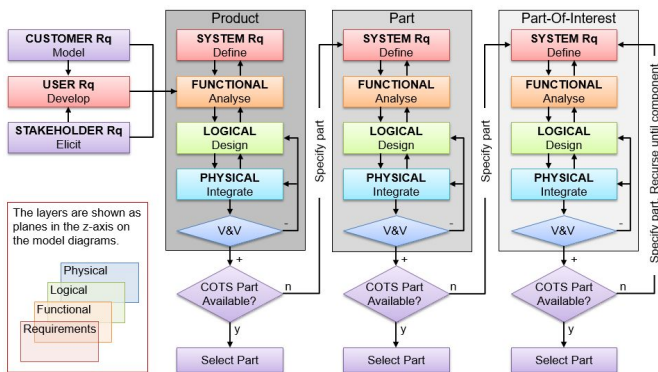 CUSTOMER Rq
Model
USER Rq
Develop
STAKEHOLDER Rq
Elicit
The layers are shown as
planes in the z-axis on
the model diagrams.
Physical
Logical
Functional
Requirements
Product
SYSTEM Rq
Define
FUNCTIONAL
Analyse
LOGICAL
Design
PHYSICAL
Integrate
V&V
-
+
COTS Part
Available?
n
y
Select Part
Specify part
Part
SYSTEM Rq
Define
FUNCTIONAL
Analyse
LOGICAL
Design
PHYSICAL
Integrate
V&V
-
+
COTS Part
Available?
n
y
Select Part
Specify part
Part-Of-Interest
SYSTEM Rq
Define
FUNCTIONAL
Analyse
LOGICAL
Design
PHYSICAL
Integrate
V&V
-
+
COTS Part
Available?
n
y
Select Part
Specify part. Recurse until component